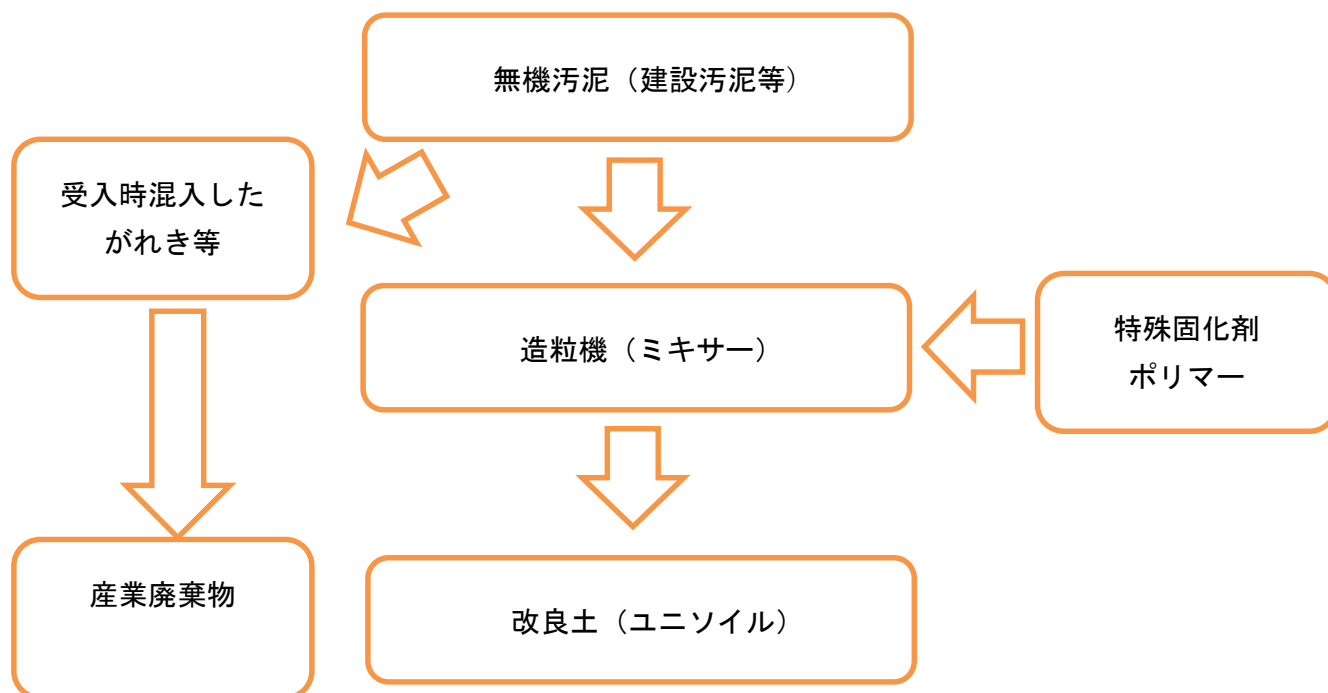 無機汚泥（建設汚泥等）
受入時混入した
がれき等
造粒機（ミキサー）
特殊固化剤
ポリマー
産業廃棄物
改良土（ユニソイル）